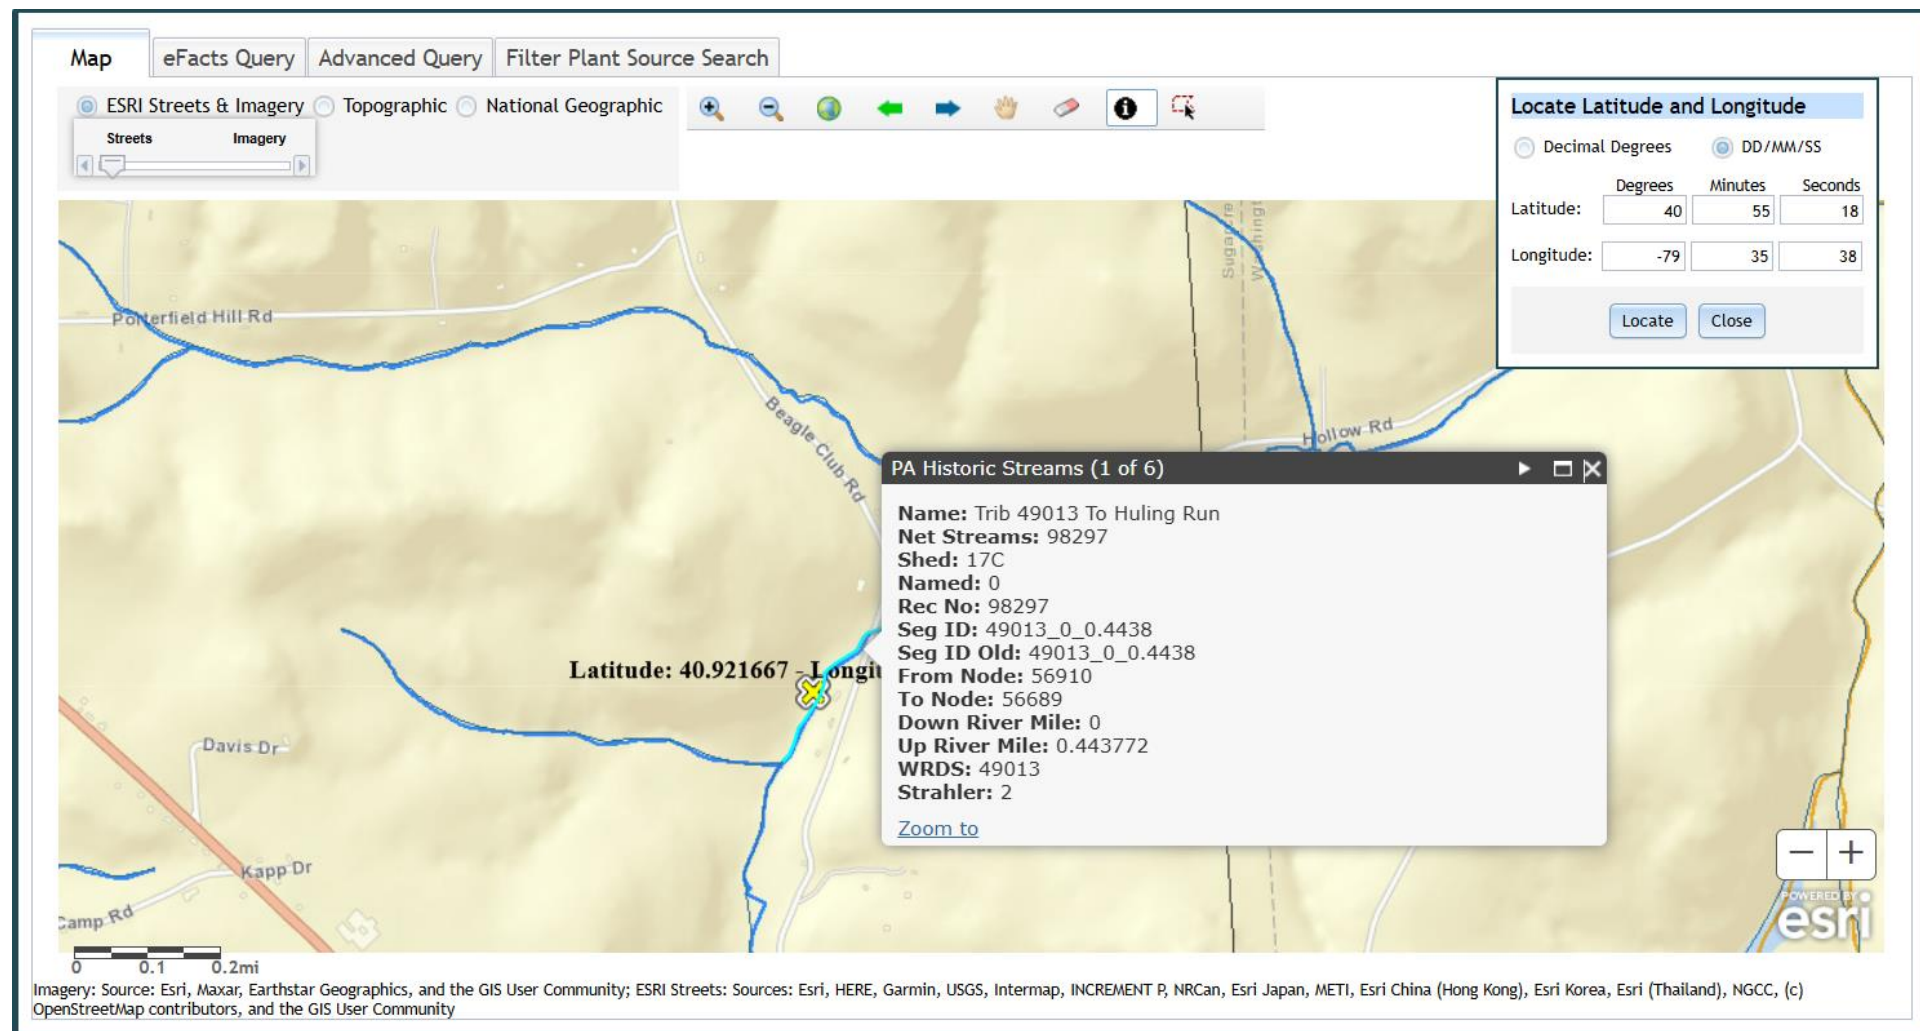 Map
eFacts Query
Advanced Query
Filter Plant Source Search
ESRI Streets & Imagery
Topographic
National Geographic
Streets
Imagery
Locate Latitude and Longitude
Decimal Degrees
DD/MM/SS
Degrees Minutes Seconds
Latitude: 40 55 18
Longitude: -79 35 38
Locate
Close
Sugar
Porterfield Hill Rd
Beagle Club Rd
Hollow Rd
PA Historic Streams (1 of 6)
Name: Trib 49013 To Huling Run
Net Streams: 98297
Shed: 17C
Named: 0
Rec No: 98297
Seg ID: 49013_0_0.4438
Seg ID Old: 49013_0_0.4438
From Node: 56910
To Node: 56689
Down River Mile: 0
Up River Mile: 0.443772
WRDS: 49013
Strahler: 2
Zoom to
Latitude: 40.921667 - Longit
Davis Dr
Kapp Dr
Camp Rd
POWERED BY
esri
0 0.1 0.2mi
Imagery: Source: Esri, Maxar, Earthstar Geographics, and the GIS User Community; ESRI Streets: Sources: Esri, HERE, Garmin, USGS, Intermap, INCREMENT P, NRCan, Esri Japan, METI, Esri China (Hong Kong), Esri Korea, Esri (Thailand), NGCC, (c)
OpenStreetMap contributors, and the GIS User Community